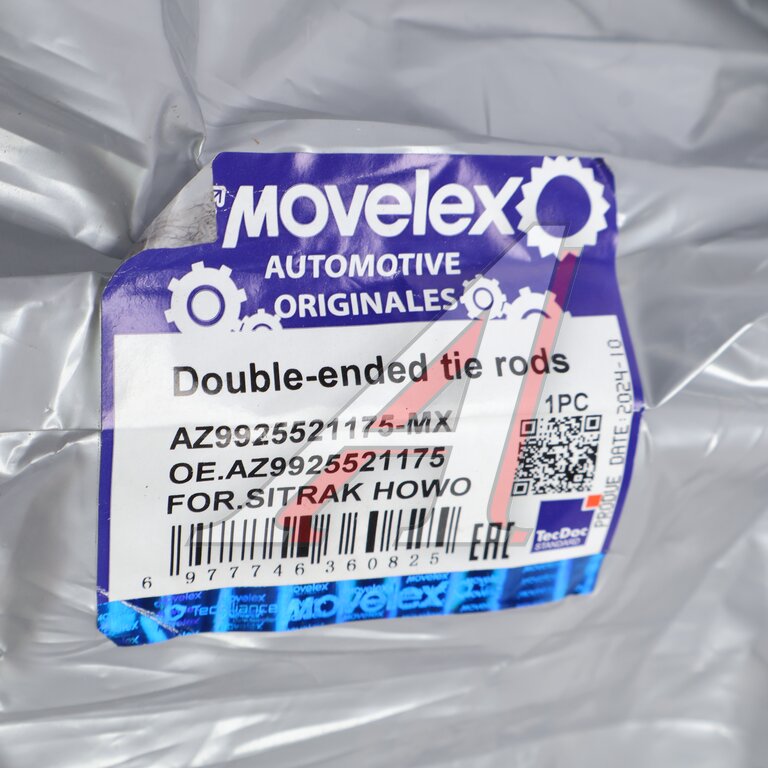 MOVeleX
AUTOMOTIVE
ORIGINALES
Double-ended tie rods
AZ9925521175-MX
OE.AZ9925521175
FOR.SITRAK HOWO
1PC
PRODUE DATE:2024-10
TecDoc
STANDARD
EAC
6 977746 360825
MOVeleX